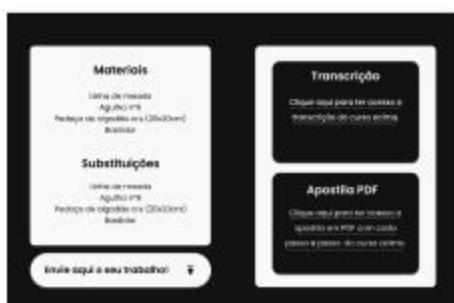 Materiais
Linha de meada
Agulha nº6
Pedaço de algodão cru (20x20cm)
Bastidor
Substituições
Linha de meada
Agulha nº6
Pedaço de algodão cru (20x20cm)
Bastidor
Envie aqui o seu trabalho!
Transcrição
Clique aqui para ter acesso a
transcrição do curso acima.
Apostila PDF
Clique aqui para ter acesso a
apostila em PDF com cada
passo a passo do curso acima.